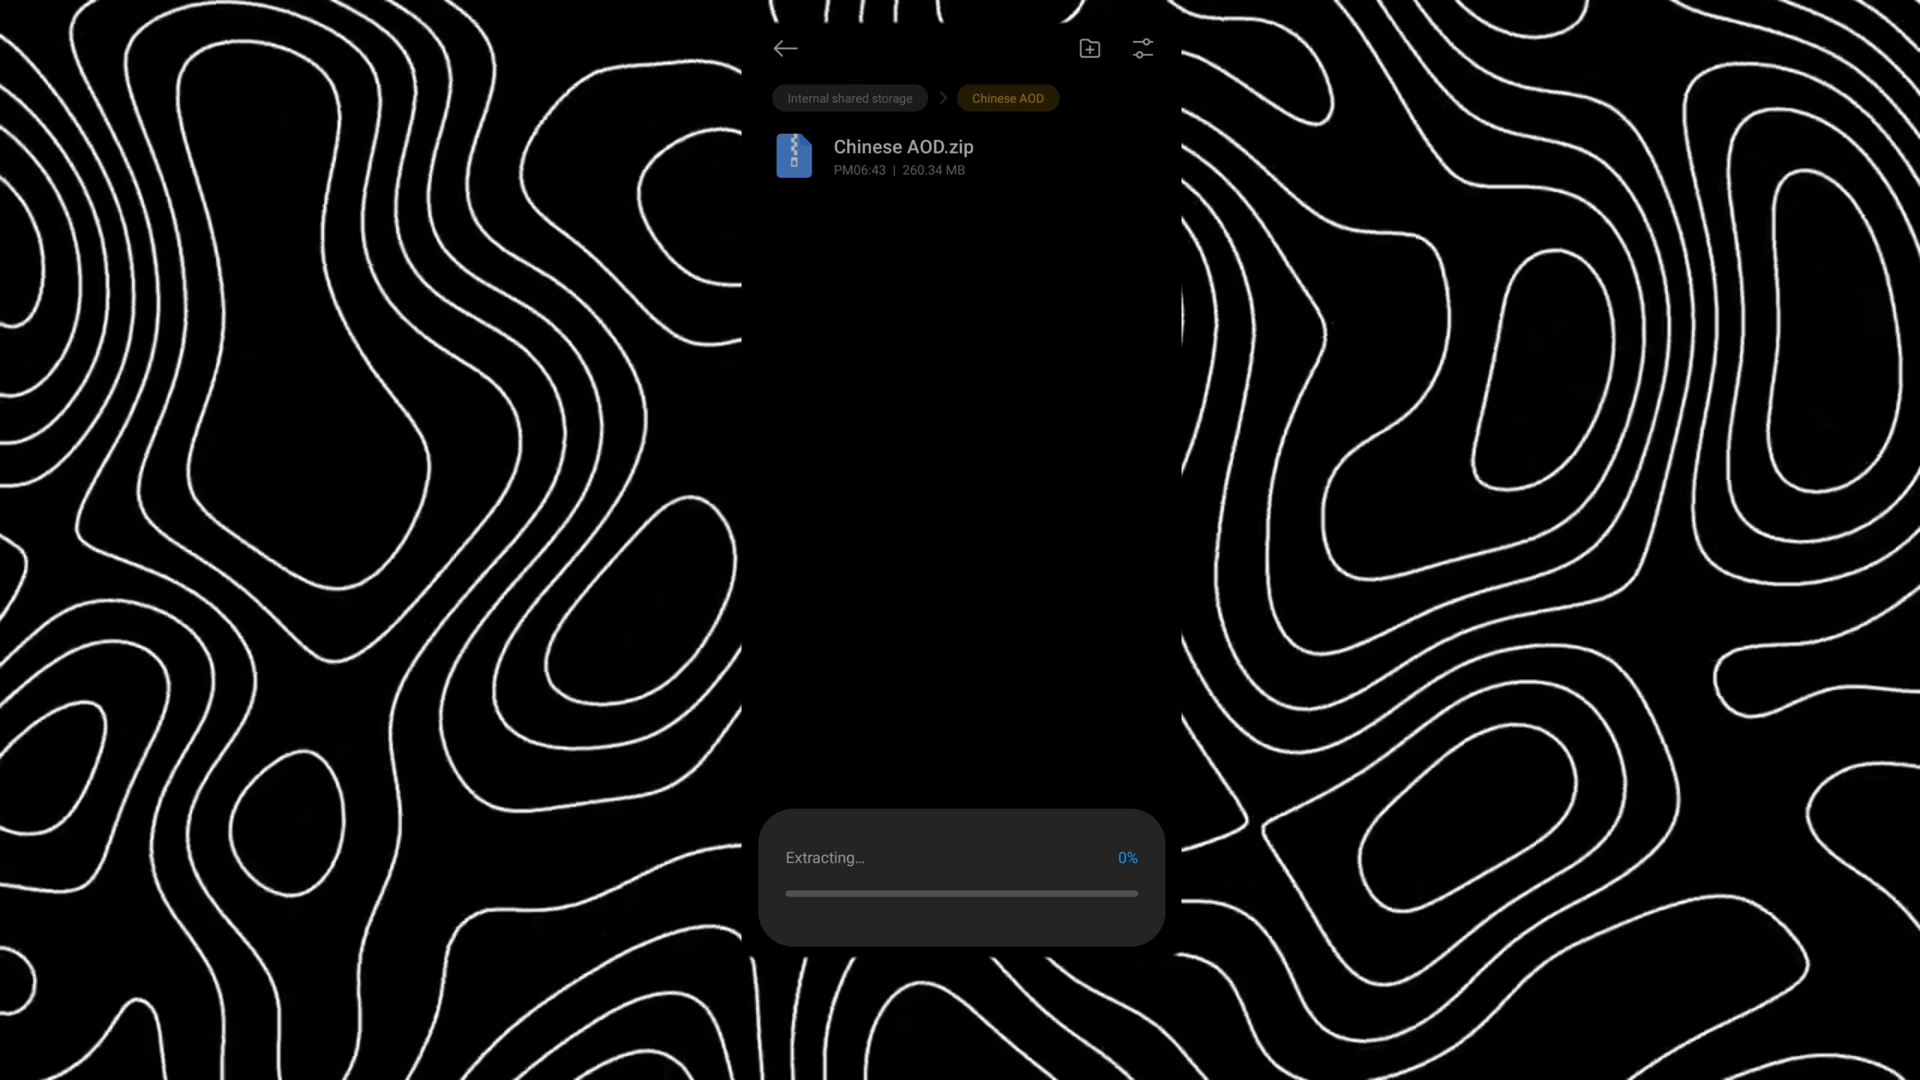 Internal shared storage > Chinese AOD
Chinese AOD.zip
PM06:43 | 260.34 MB
Extracting... 0%